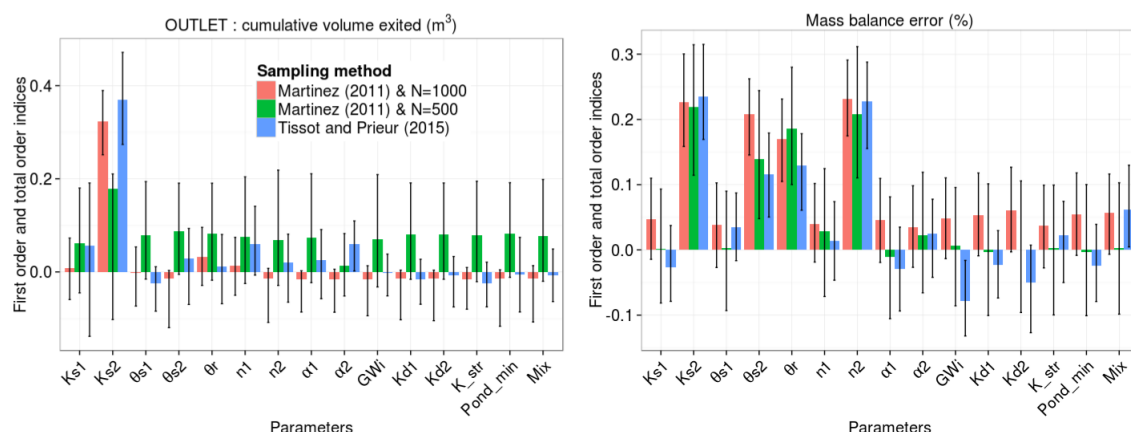 OUTLET : cumulative volume exited (m³)
First order and total order indices
0.4
0.2
0.0
Sampling method
Martinez (2011) & N=1000
Martinez (2011) & N=500
Tissot and Prieur (2015)
Ks1 Ks2 θs1 θs2 θr n1 n2 α1 α2 GWi Kd1 Kd2 K_str Pond_min Mix
Parameters
Mass balance error (%)
First order and total order indices
0.3
0.2
0.1
0.0
-0.1
Ks1 Ks2 θs1 θs2 θr n1 n2 α1 α2 GWi Kd1 Kd2 K_str Pond_min Mix
Parameters